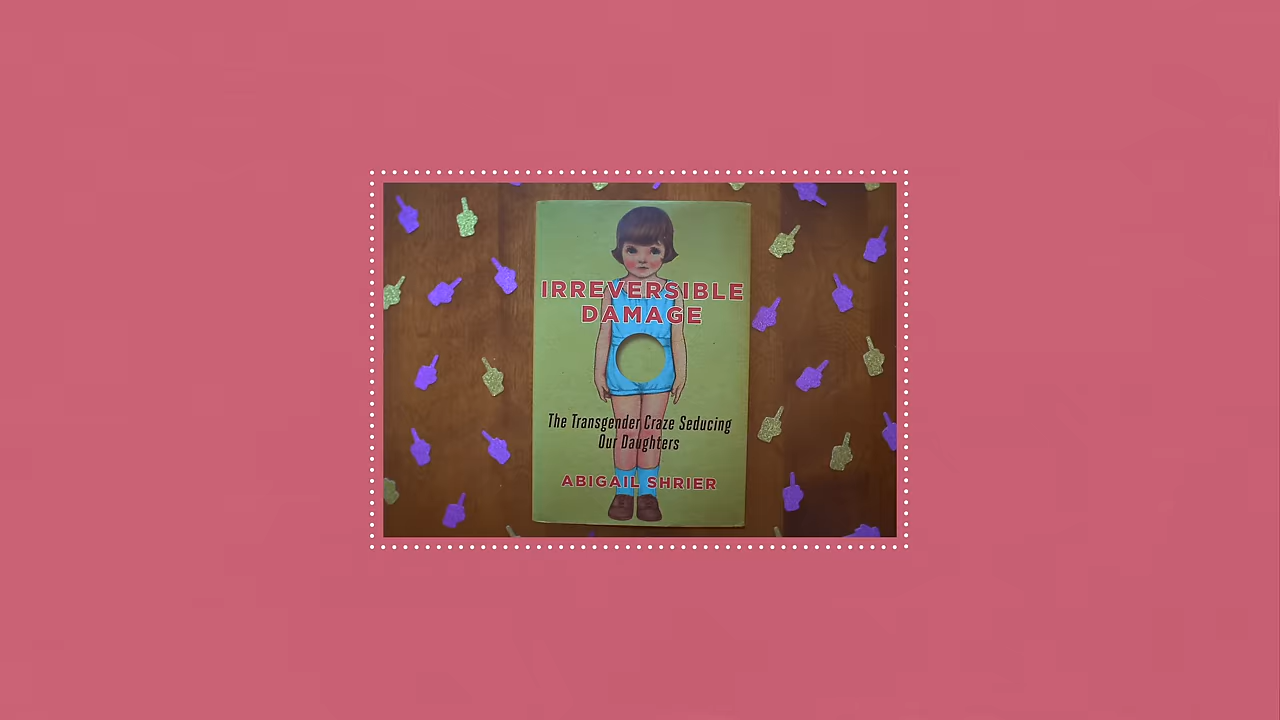 IRREVERSIBLE
DAMAGE
The Transgender Craze Seducing
Our Daughters
ABIGAIL SHRIER